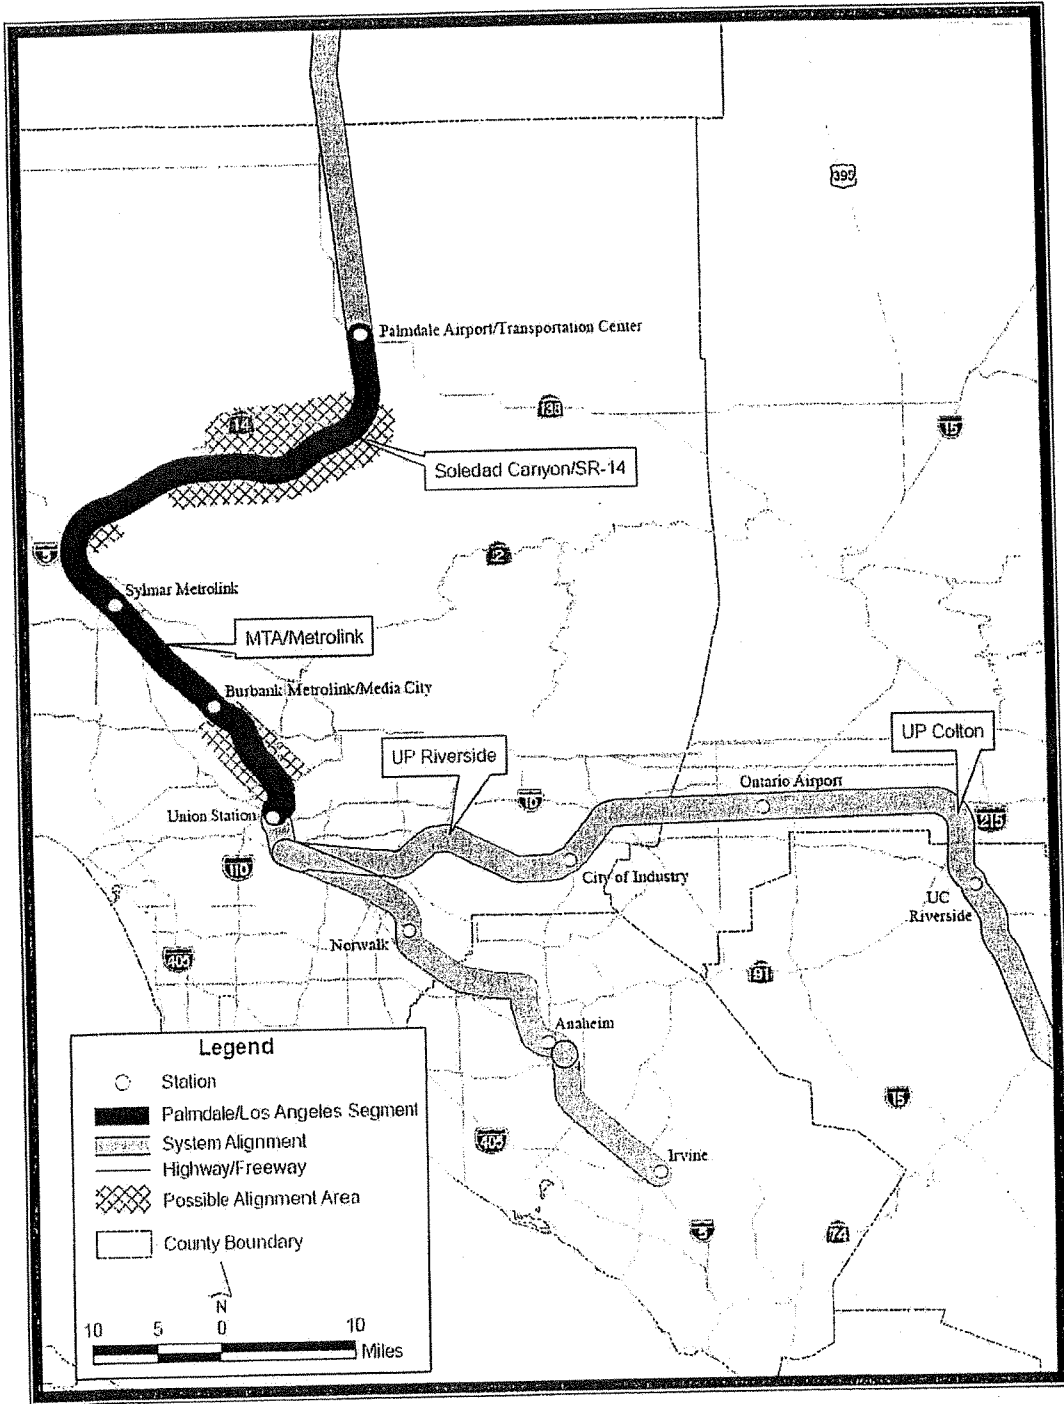 395
Palmdale Airport/Transportation Center
14
138
15
Soledad Canyon/SR-14
5
2
Sylmar Metrolink
MTA/Metrolink
Burbank Metrolink/Media City
UP Colton
UP Riverside
Ontario Airport
10
Union Station
215
110
City of Industry
UC
Riverside
Norwalk
405
91
Anaheim
Legend
Station
Palmdale/Los Angeles Segment
System Alignment
Highway/Freeway
Possible Alignment Area
County Boundary
N
10 5 0 10
Miles
15
405
Irvine
5
74